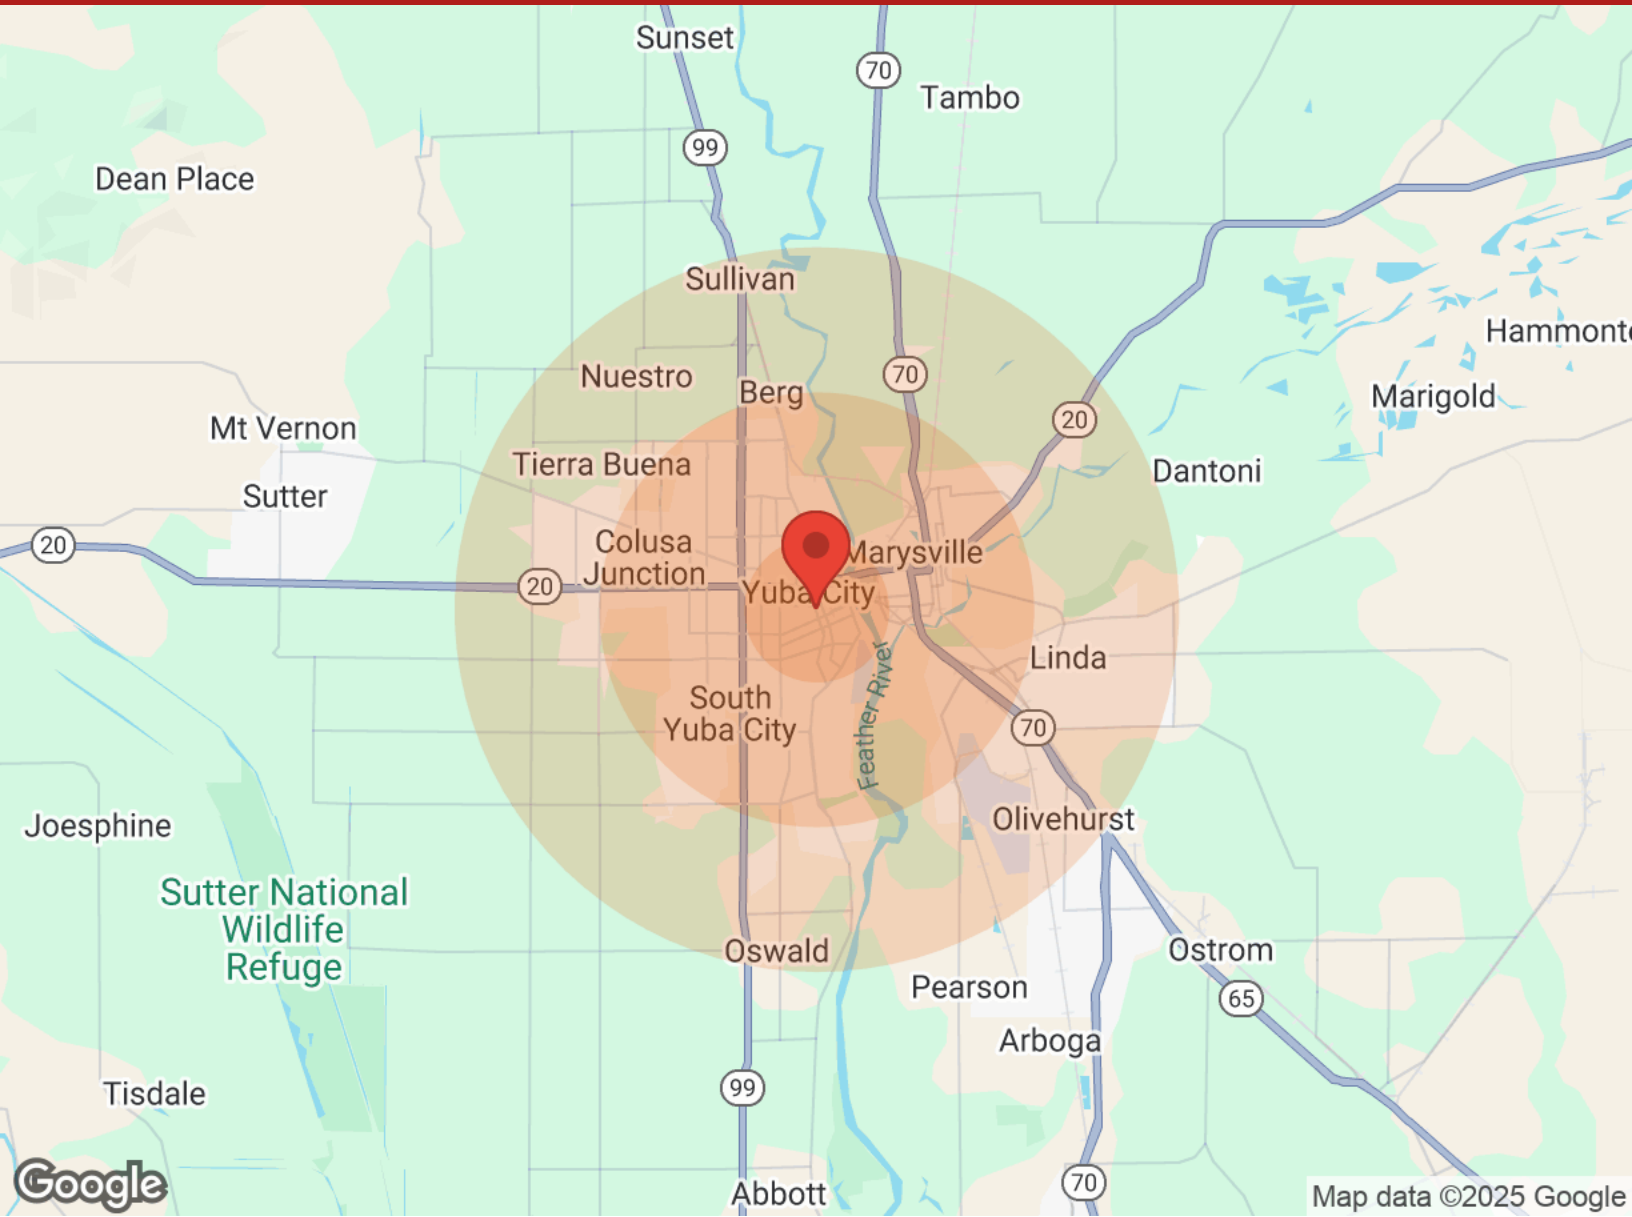 Sunset
70
Tambo
99
Dean Place
Sullivan
Hammonto
Nuestro
70
Berg
Marigold
20
Mt Vernon
Tierra Buena
Dantoni
Sutter
20
Colusa
Junction
Marysville
20
Yuba City
Linda
Feather River
South
Yuba City
70
Joesphine
Olivehurst
Sutter National
Wildlife
Refuge
Oswald
Ostrom
Pearson
65
Arboga
Tisdale
99
Google
Abbott
70
Map data ©2025 Google